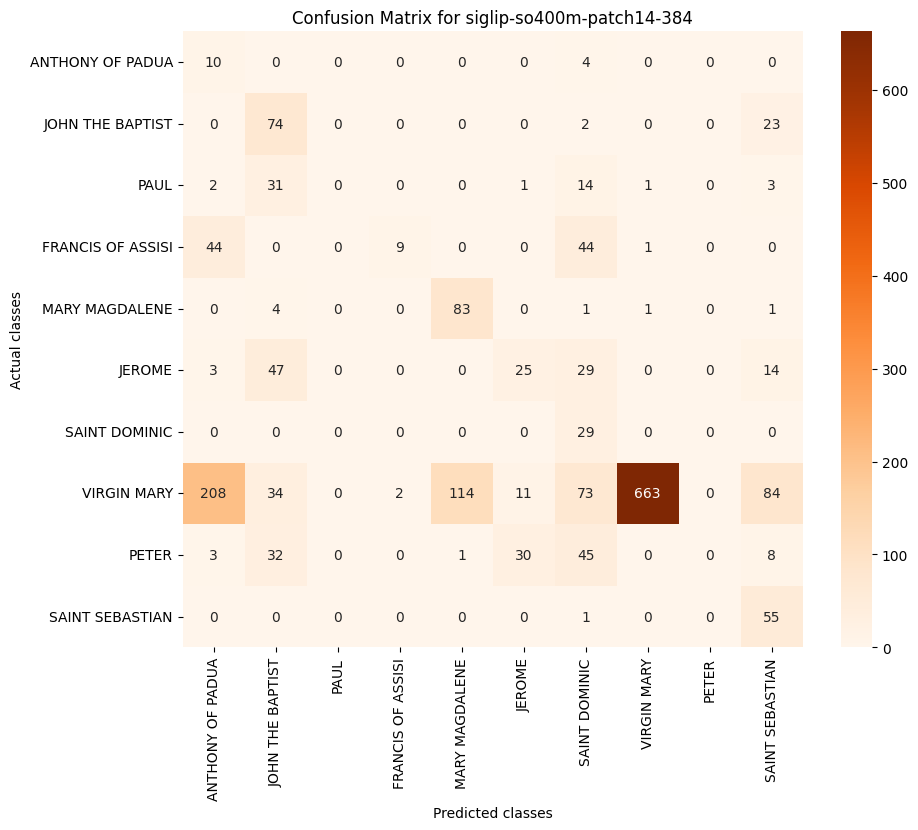 Confusion Matrix for siglip-so400m-patch14-384
ANTHONY OF PADUA 10 0 0 0 0 0 4 0 0 0
JOHN THE BAPTIST 0 74 0 0 0 0 2 0 0 23
PAUL 2 31 0 0 0 1 14 1 0 3
FRANCIS OF ASSISI 44 0 0 9 0 0 44 1 0 0
MARY MAGDALENE 0 4 0 0 83 0 1 1 0 1
JEROME 3 47 0 0 0 25 29 0 0 14
SAINT DOMINIC 0 0 0 0 0 0 29 0 0 0
VIRGIN MARY 208 34 0 2 114 11 73 663 0 84
PETER 3 32 0 0 1 30 45 0 0 8
SAINT SEBASTIAN 0 0 0 0 0 0 1 0 0 55
Actual classes
ANTHONY OF PADUA
JOHN THE BAPTIST
PAUL
FRANCIS OF ASSISI
MARY MAGDALENE
JEROME
SAINT DOMINIC
VIRGIN MARY
PETER
SAINT SEBASTIAN
Predicted classes
600
500
400
300
200
100
0